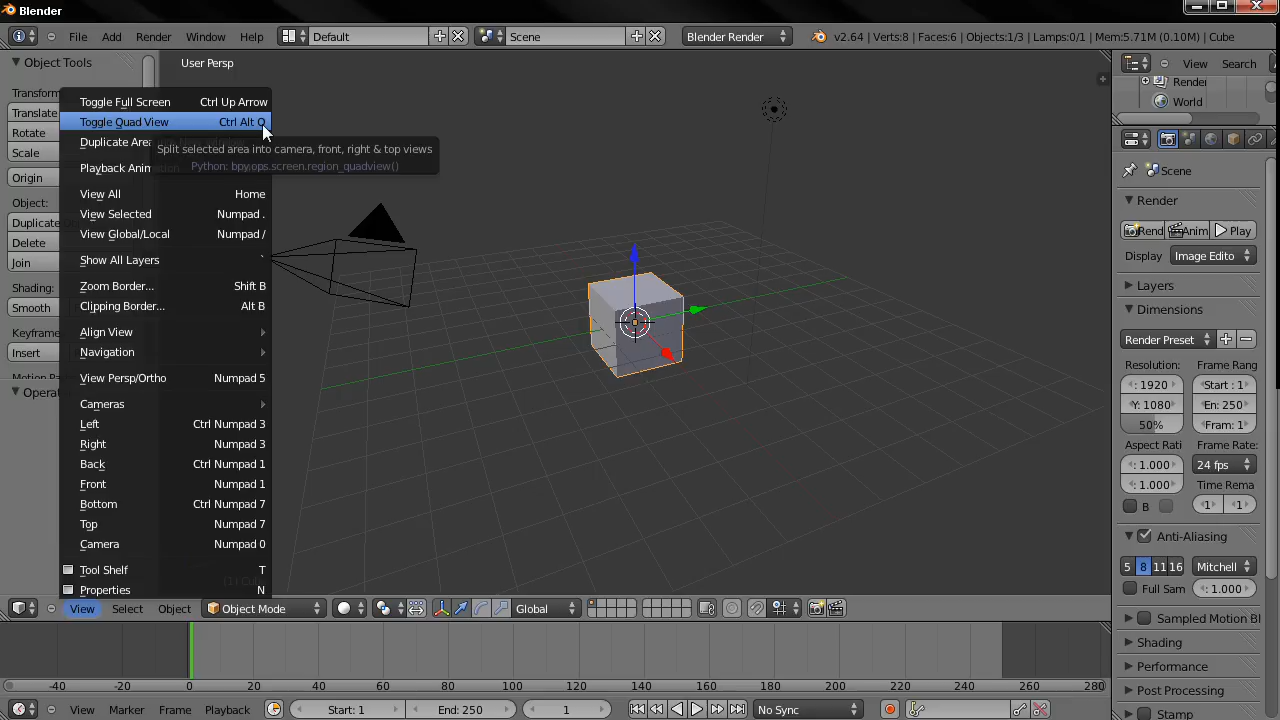 Blender
File Add Render Window Help Default Scene Blender Render v2.64 | Verts:8 | Faces:6 | Objects:1/3 | Lamps:0/1 | Mem:5.71M (0.10M) | Cube
Object Tools
User Persp
View Search
Render
World
Transform
Translate
Rotate
Scale
Origin
Object:
Duplicate
Delete
Join
Shading:
Smooth
Keyframe
Insert
Motion Pa
Operat
Toggle Full Screen Ctrl Up Arrow
Toggle Quad View Ctrl Alt Q
Duplicate Area
Playback Anim
View All Home
View Selected Numpad .
View Global/Local Numpad /
Show All Layers `
Zoom Border... Shift B
Clipping Border... Alt B
Align View
Navigation
View Persp/Ortho Numpad 5
Cameras
Left Ctrl Numpad 3
Right Numpad 3
Back Ctrl Numpad 1
Front Numpad 1
Bottom Ctrl Numpad 7
Top Numpad 7
Camera Numpad 0
Tool Shelf T
Properties N
Split selected area into camera, front, right & top views
Python: bpy.ops.screen.region_quadview()
Scene
Render
Rend Anim Play
Display Image Edito
Layers
Dimensions
Render Preset
Resolution: Frame Rang
: 1920 Start : 1
Y: 1080 En: 250
50% Fram: 1
Aspect Rati Frame Rate:
: 1.000 24 fps
: 1.000 Time Rema
B : 1 : 1
Anti-Aliasing
5 8 11 16 Mitchell
Full Sam : 1.000
Sampled Motion Bl
Shading
Performance
Post Processing
Stamp
View Select Object Object Mode Global
-40 -20 0 20 40 60 80 100 120 140 160 180 200 220 240 260 280
View Marker Frame Playback Start: 1 End: 250 1 No Sync